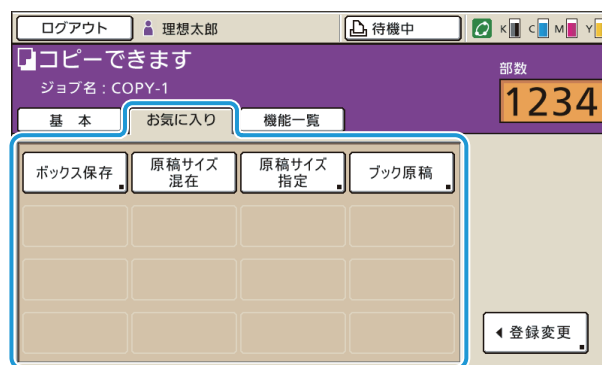 ログアウト 理想太郎 待機中 K C M Y
コピーできます
ジョブ名 : COPY-1
部数
1234
基 本 お気に入り 機能一覧
ボックス保存 原稿サイズ 原稿サイズ ブック原稿
混在 指定
登録変更